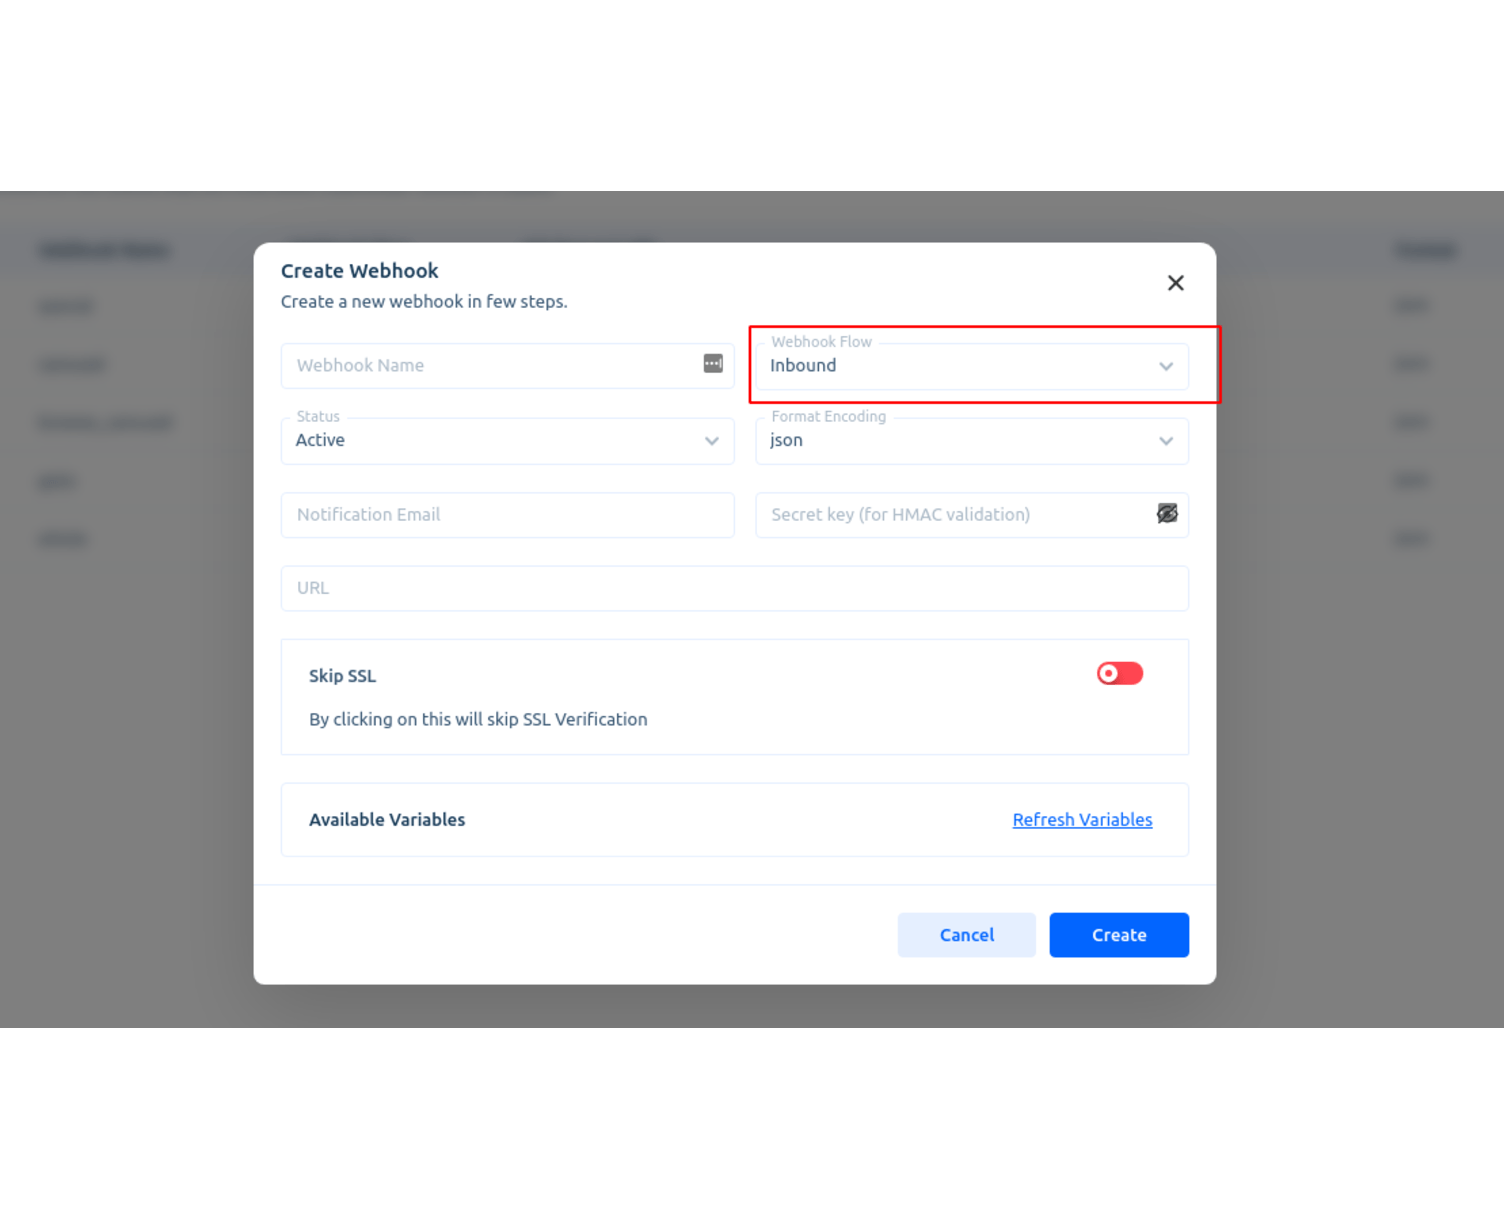 Create Webhook
Create a new webhook in few steps.
Webhook Name
Webhook Flow
Inbound
Status
Active
Format Encoding
json
Notification Email
Secret key (for HMAC validation)
URL
Skip SSL
By clicking on this will skip SSL Verification
Available Variables
Refresh Variables
Cancel
Create